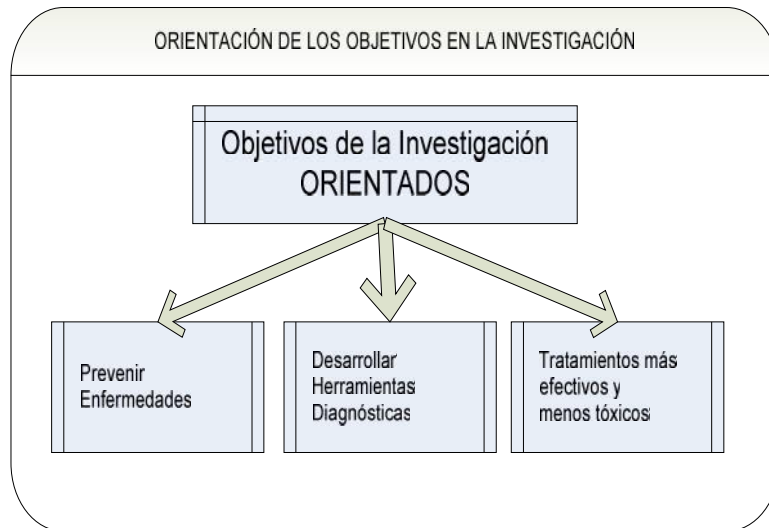 ORIENTACIÓN DE LOS OBJETIVOS EN LA INVESTIGACIÓN
Objetivos de la Investigación
ORIENTADOS
Prevenir
Enfermedades
Desarrollar
Herramientas
Diagnósticas
Tratamientos más
efectivos y
menos tóxicos